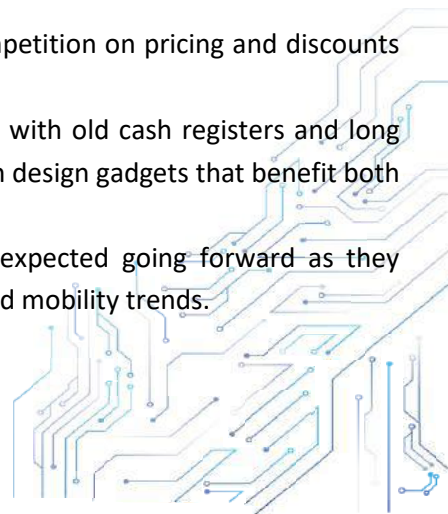 petition on pricing and discounts
with old cash registers and long
design gadgets that benefit both
expected going forward as they
d mobility trends.